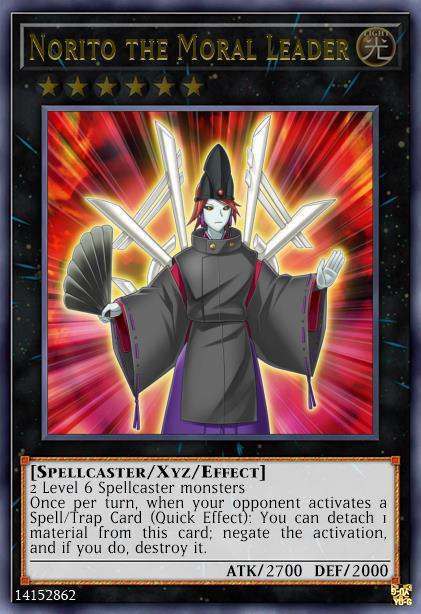 Norito the Moral Leader
LIGHT
光
[Spellcaster/Xyz/Effect]
2 Level 6 Spellcaster monsters
Once per turn, when your opponent activates a
Spell/Trap Card (Quick Effect): You can detach 1
material from this card; negate the activation,
and if you do, destroy it.
ATK/2700 DEF/2000
14152862